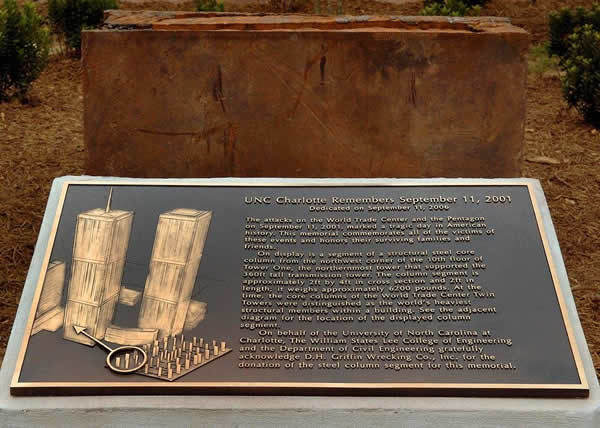 UNC Charlotte Remembers September 11, 2001
Dedicated on September 11, 2006
The attacks on the World Trade Center and the Pentagon
on September 11, 2001, marked a tragic day in American
history. This memorial commemorates all of the victims of
these events and honors their surviving families and
friends.
On display is a segment of a structural steel core
column from the northwest corner of the 10th floor of
Tower One, the northernmost tower that supported the
360ft tall transmission tower. The column segment is
approximately 2ft by 4ft in cross section and 2ft in
length; it weighs approximately 6200 pounds. At the
time, the core columns of the World Trade Center Twin
Towers were distinguished as the world's heaviest
structural members within a building. See the adjacent
diagram for the location of the displayed column
segment.
On behalf of the University of North Carolina at
Charlotte, The William States Lee College of Engineering
and the Department of Civil Engineering gratefully
acknowledge D.H. Griffin Wrecking Co., Inc. for the
donation of the steel column segment for this memorial.